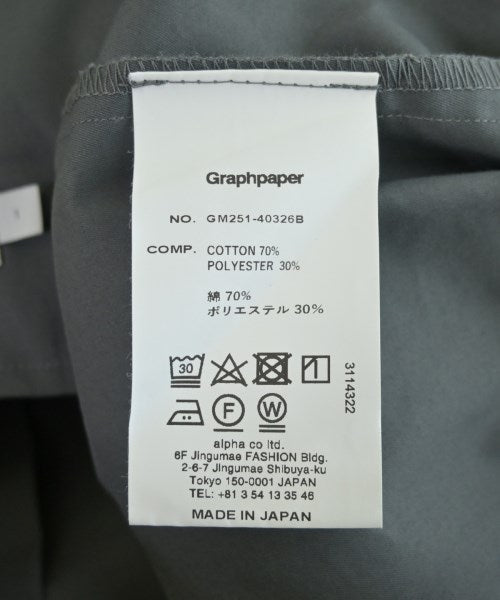 Graphpaper
NO. GM251-40326B
COMP. COTTON 70%
POLYESTER 30%
綿 70%
ポリエステル 30%
30
F
W
3114322
alpha co ltd.
6F Jingumae FASHION Bldg.
2-6-7 Jingumae Shibuya-ku
Tokyo 150-0001 JAPAN
TEL: +81 3 54 13 35 46
MADE IN JAPAN